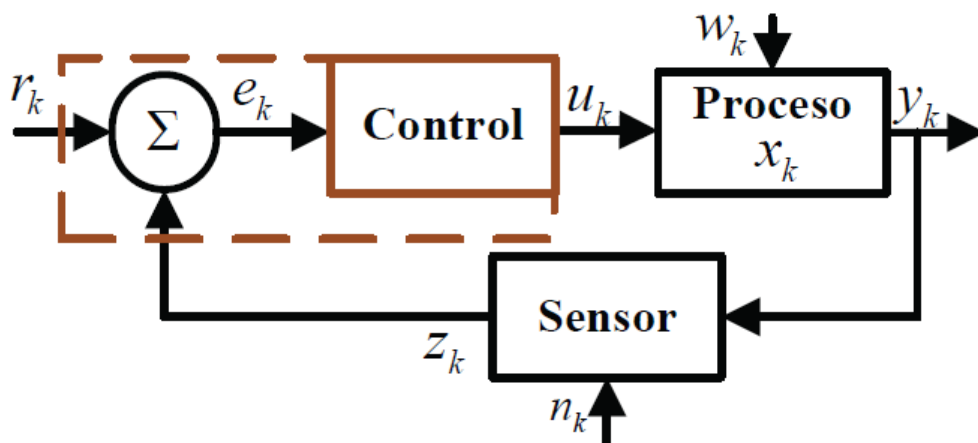 w_k
r_k
Σ
e_k
Control
u_k
Proceso
x_k
y_k
Sensor
z_k
n_k